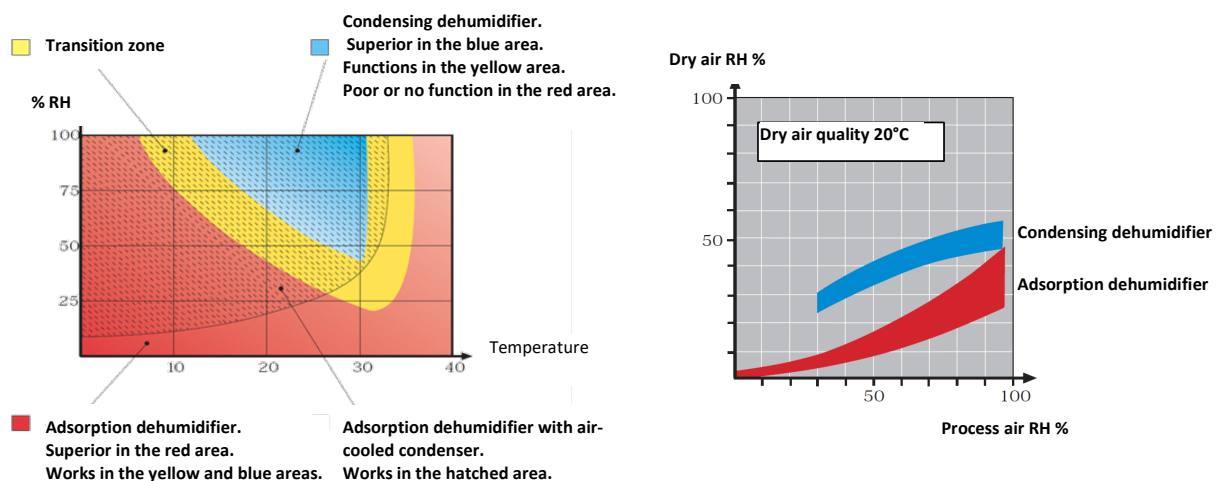 Transition zone
Condensing dehumidifier.
Superior in the blue area.
Functions in the yellow area.
Poor or no function in the red area.
% RH
100
75
50
25
10
20
30
40
Temperature
Adsorption dehumidifier.
Superior in the red area.
Works in the yellow and blue areas.
Adsorption dehumidifier with air-
cooled condenser.
Works in the hatched area.
Dry air RH %
100
Dry air quality 20°C
50
Condensing dehumidifier
Adsorption dehumidifier
50
100
Process air RH %